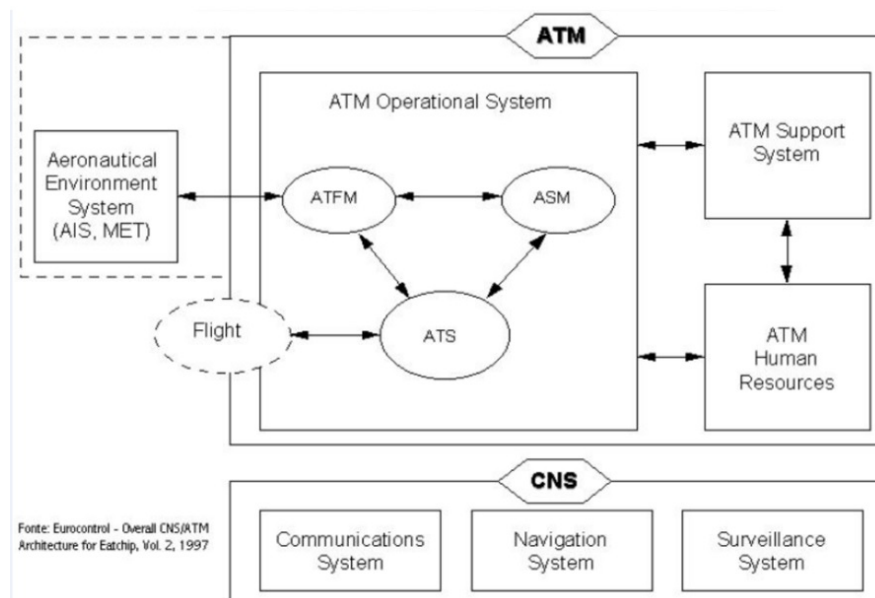 ATM
ATM Operational System
Aeronautical
Environment
System
(AIS, MET)
ATFM
ASM
ATM Support
System
Flight
ATS
ATM
Human
Resources
CNS
Fonte: Eurocontrol - Overall CNS/ATM
Architecture for Eatchip, Vol. 2, 1997
Communications
System
Navigation
System
Surveillance
System